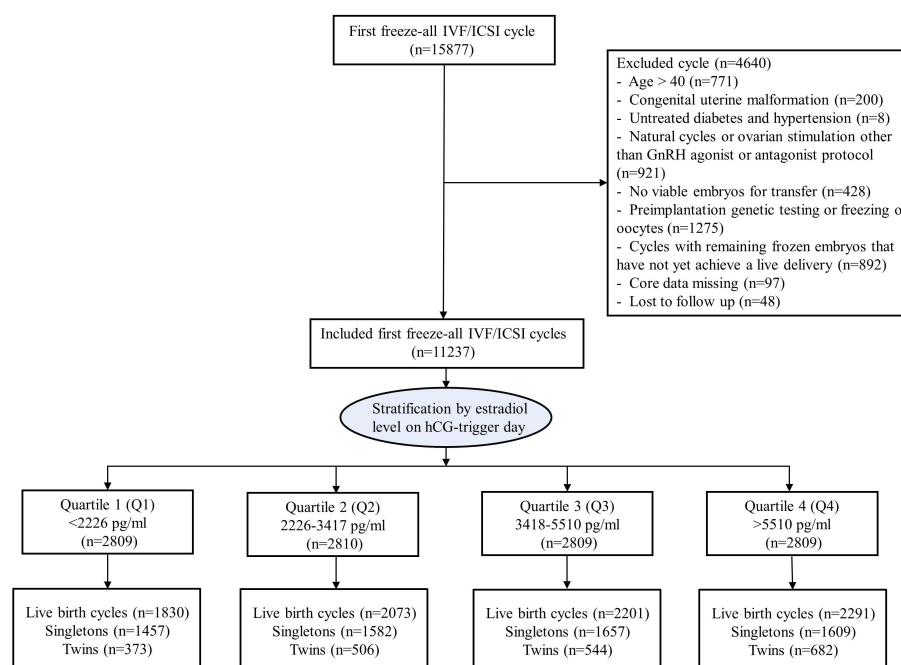 First freeze-all IVF/ICSI cycle
(n=15877)
Excluded cycle (n=4640)
- Age > 40 (n=771)
- Congenital uterine malformation (n=200)
- Untreated diabetes and hypertension (n=8)
- Natural cycles or ovarian stimulation other
than GnRH agonist or antagonist protocol
(n=921)
- No viable embryos for transfer (n=428)
- Preimplantation genetic testing or freezing o
oocytes (n=1275)
- Cycles with remaining frozen embryos that
have not yet achieve a live delivery (n=892)
- Core data missing (n=97)
- Lost to follow up (n=48)
Included first freeze-all IVF/ICSI cycles
(n=11237)
Stratification by estradiol
level on hCG-trigger day
Quartile 1 (Q1)
<2226 pg/ml
(n=2809)
Quartile 2 (Q2)
2226-3417 pg/ml
(n=2810)
Quartile 3 (Q3)
3418-5510 pg/ml
(n=2809)
Quartile 4 (Q4)
>5510 pg/ml
(n=2809)
Live birth cycles (n=1830)
Singletons (n=1457)
Twins (n=373)
Live birth cycles (n=2073)
Singletons (n=1582)
Twins (n=506)
Live birth cycles (n=2201)
Singletons (n=1657)
Twins (n=544)
Live birth cycles (n=2291)
Singletons (n=1609)
Twins (n=682)